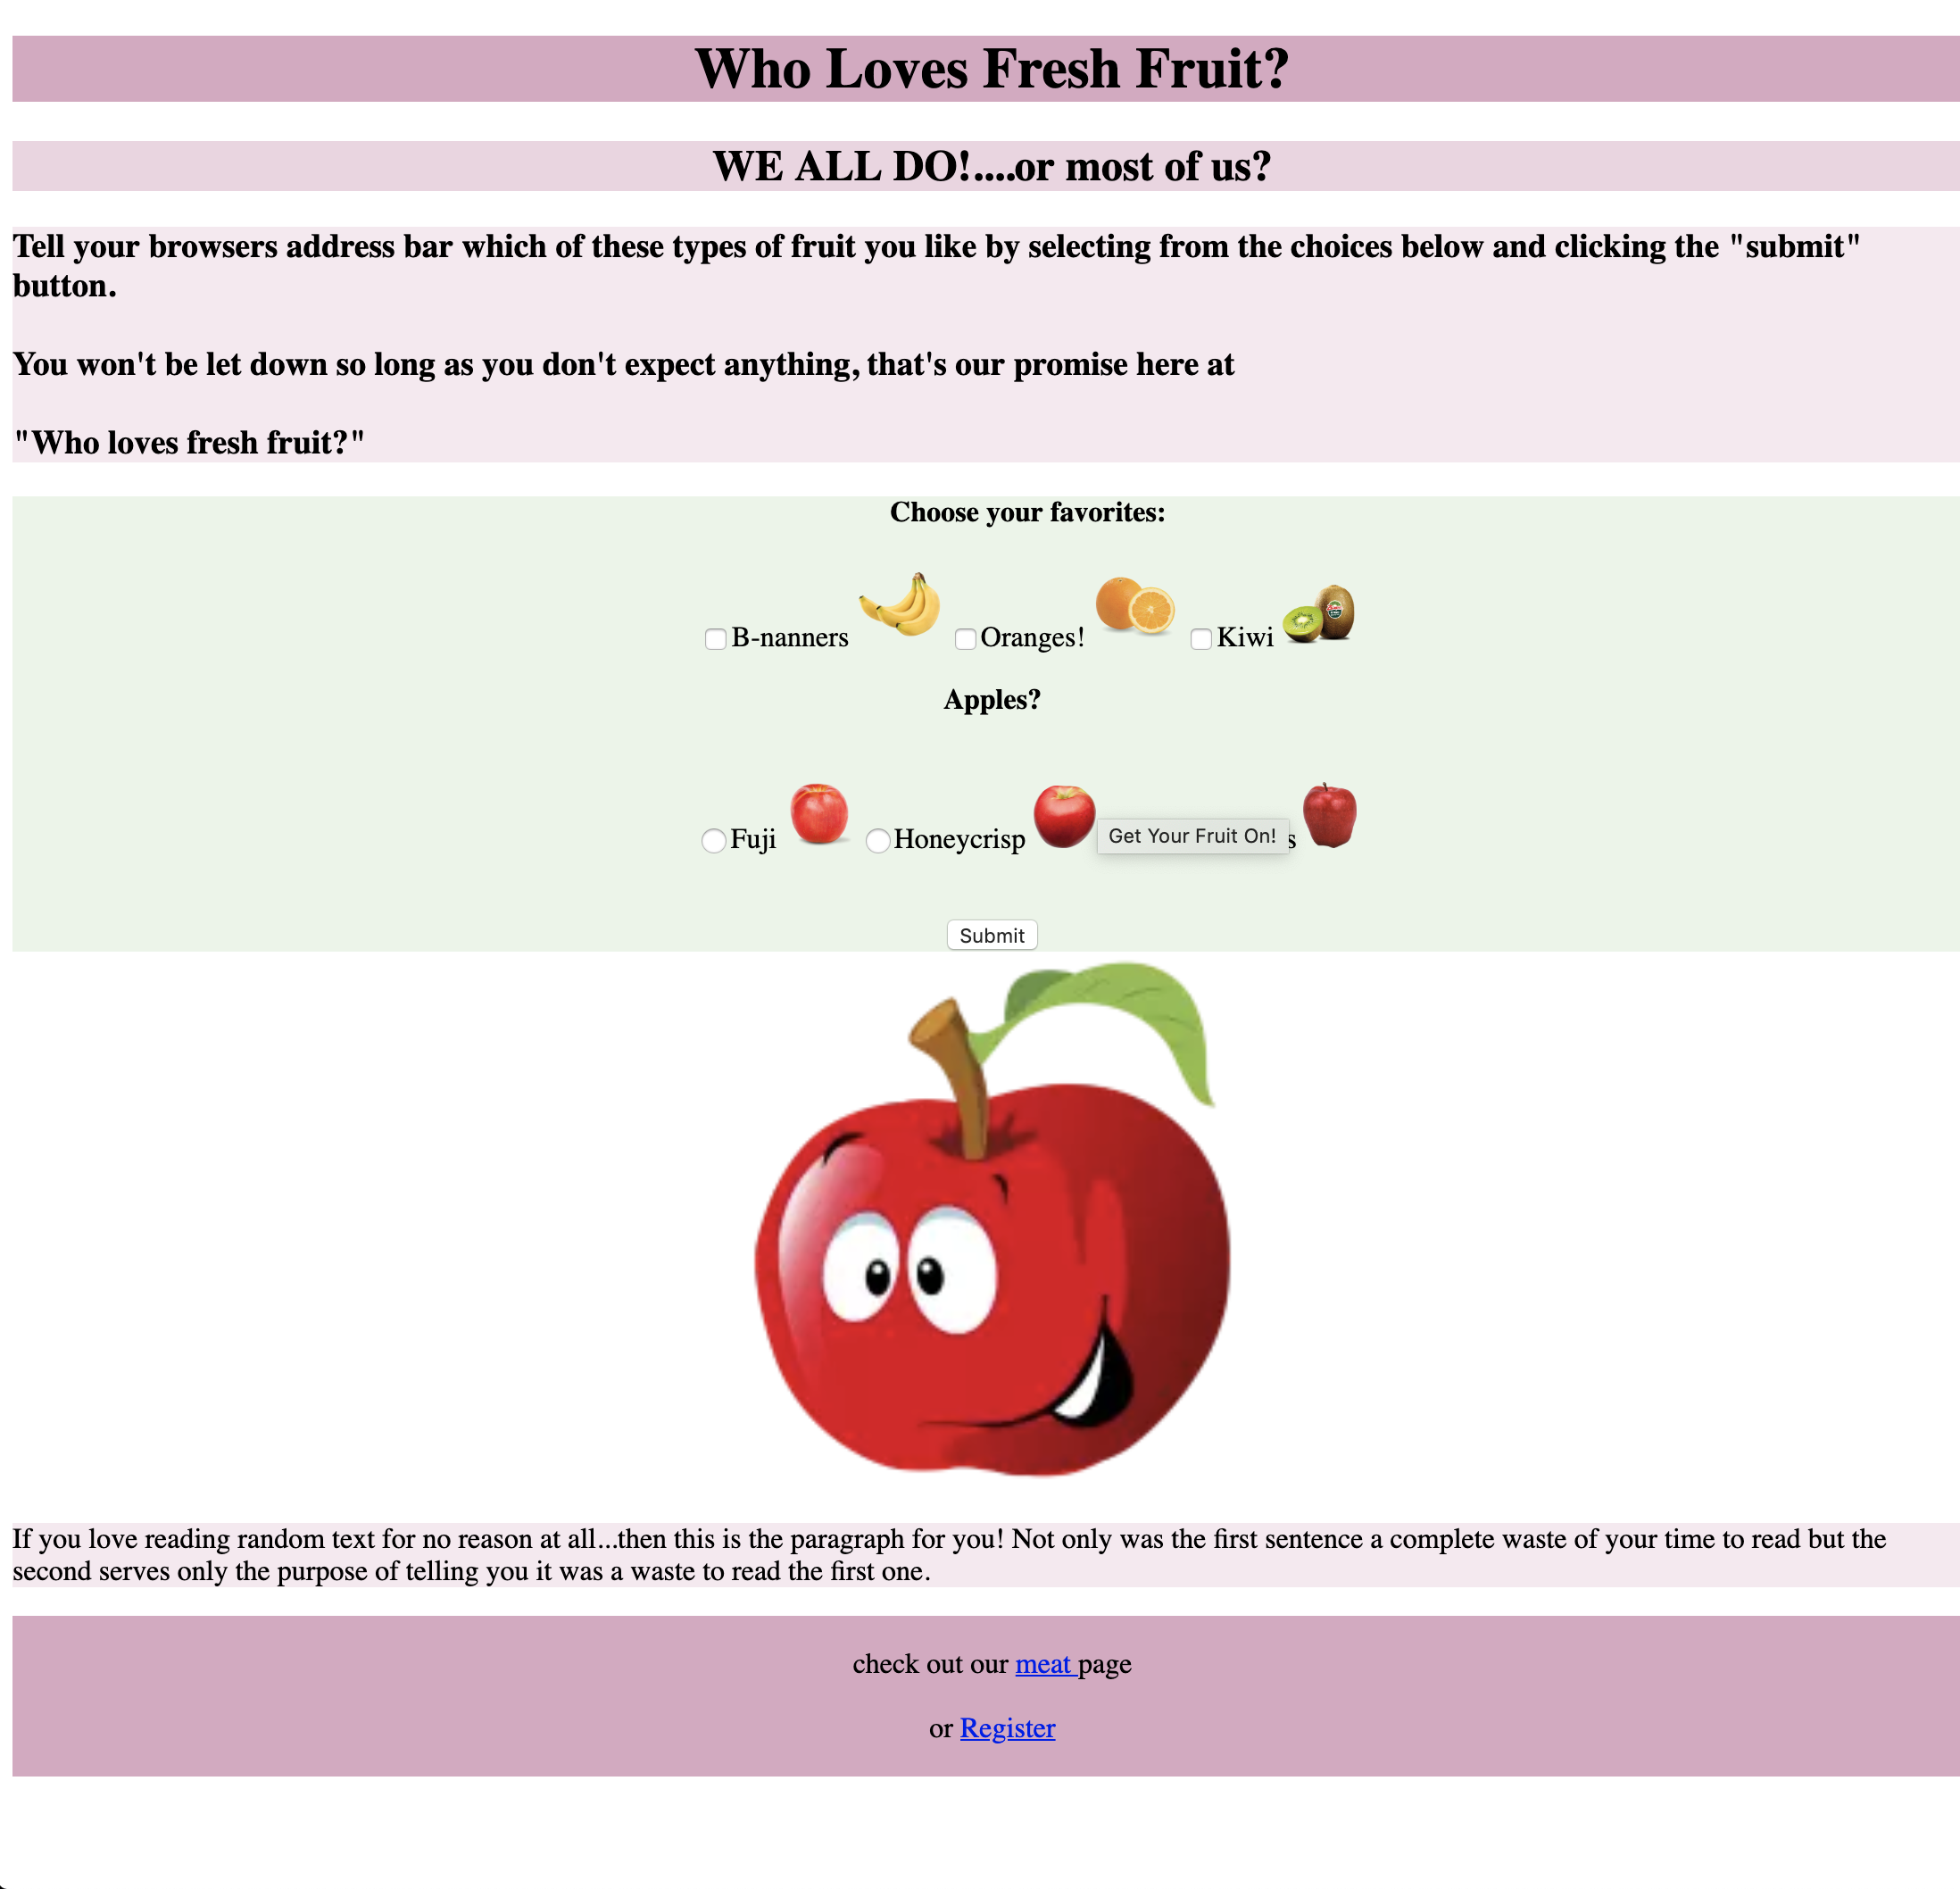 Who Loves Fresh Fruit?
WE ALL DO!....or most of us?
Tell your browsers address bar which of these types of fruit you like by selecting from the choices below and clicking the "submit"
button.
You won't be let down so long as you don't expect anything, that's our promise here at
"Who loves fresh fruit?"
Choose your favorites:
B-nanners Oranges! Kiwi
Apples?
Fuji Honeycrisp Get Your Fruit On! s
Submit
If you love reading random text for no reason at all...then this is the paragraph for you! Not only was the first sentence a complete waste of your time to read but the
second serves only the purpose of telling you it was a waste to read the first one.
check out our meat page
or Register